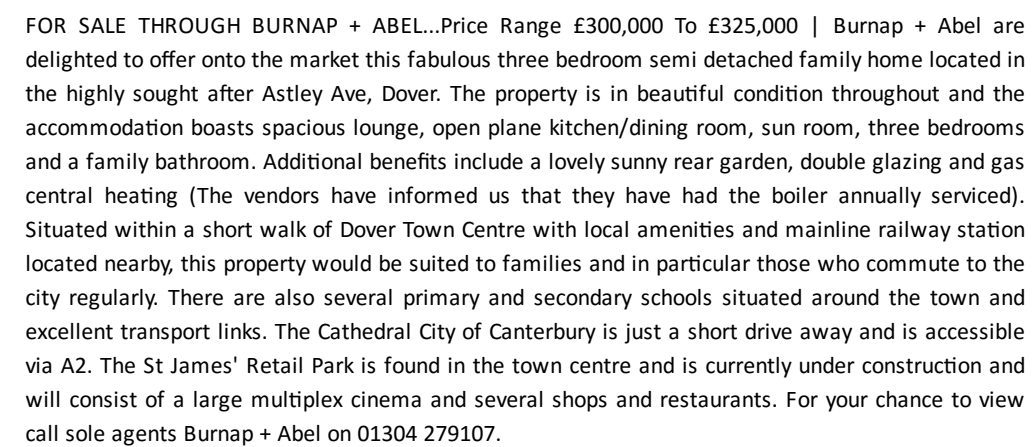 FOR SALE THROUGH BURNAP + ABEL...Price Range £300,000 To £325,000 | Burnap + Abel are
delighted to offer onto the market this fabulous three bedroom semi detached family home located in
the highly sought after Astley Ave, Dover. The property is in beautiful condition throughout and the
accommodation boasts spacious lounge, open plane kitchen/dining room, sun room, three bedrooms
and a family bathroom. Additional benefits include a lovely sunny rear garden, double glazing and gas
central heating (The vendors have informed us that they have had the boiler annually serviced).
Situated within a short walk of Dover Town Centre with local amenities and mainline railway station
located nearby, this property would be suited to families and in particular those who commute to the
city regularly. There are also several primary and secondary schools situated around the town and
excellent transport links. The Cathedral City of Canterbury is just a short drive away and is accessible
via A2. The St James' Retail Park is found in the town centre and is currently under construction and
will consist of a large multiplex cinema and several shops and restaurants. For your chance to view
call sole agents Burnap + Abel on 01304 279107.